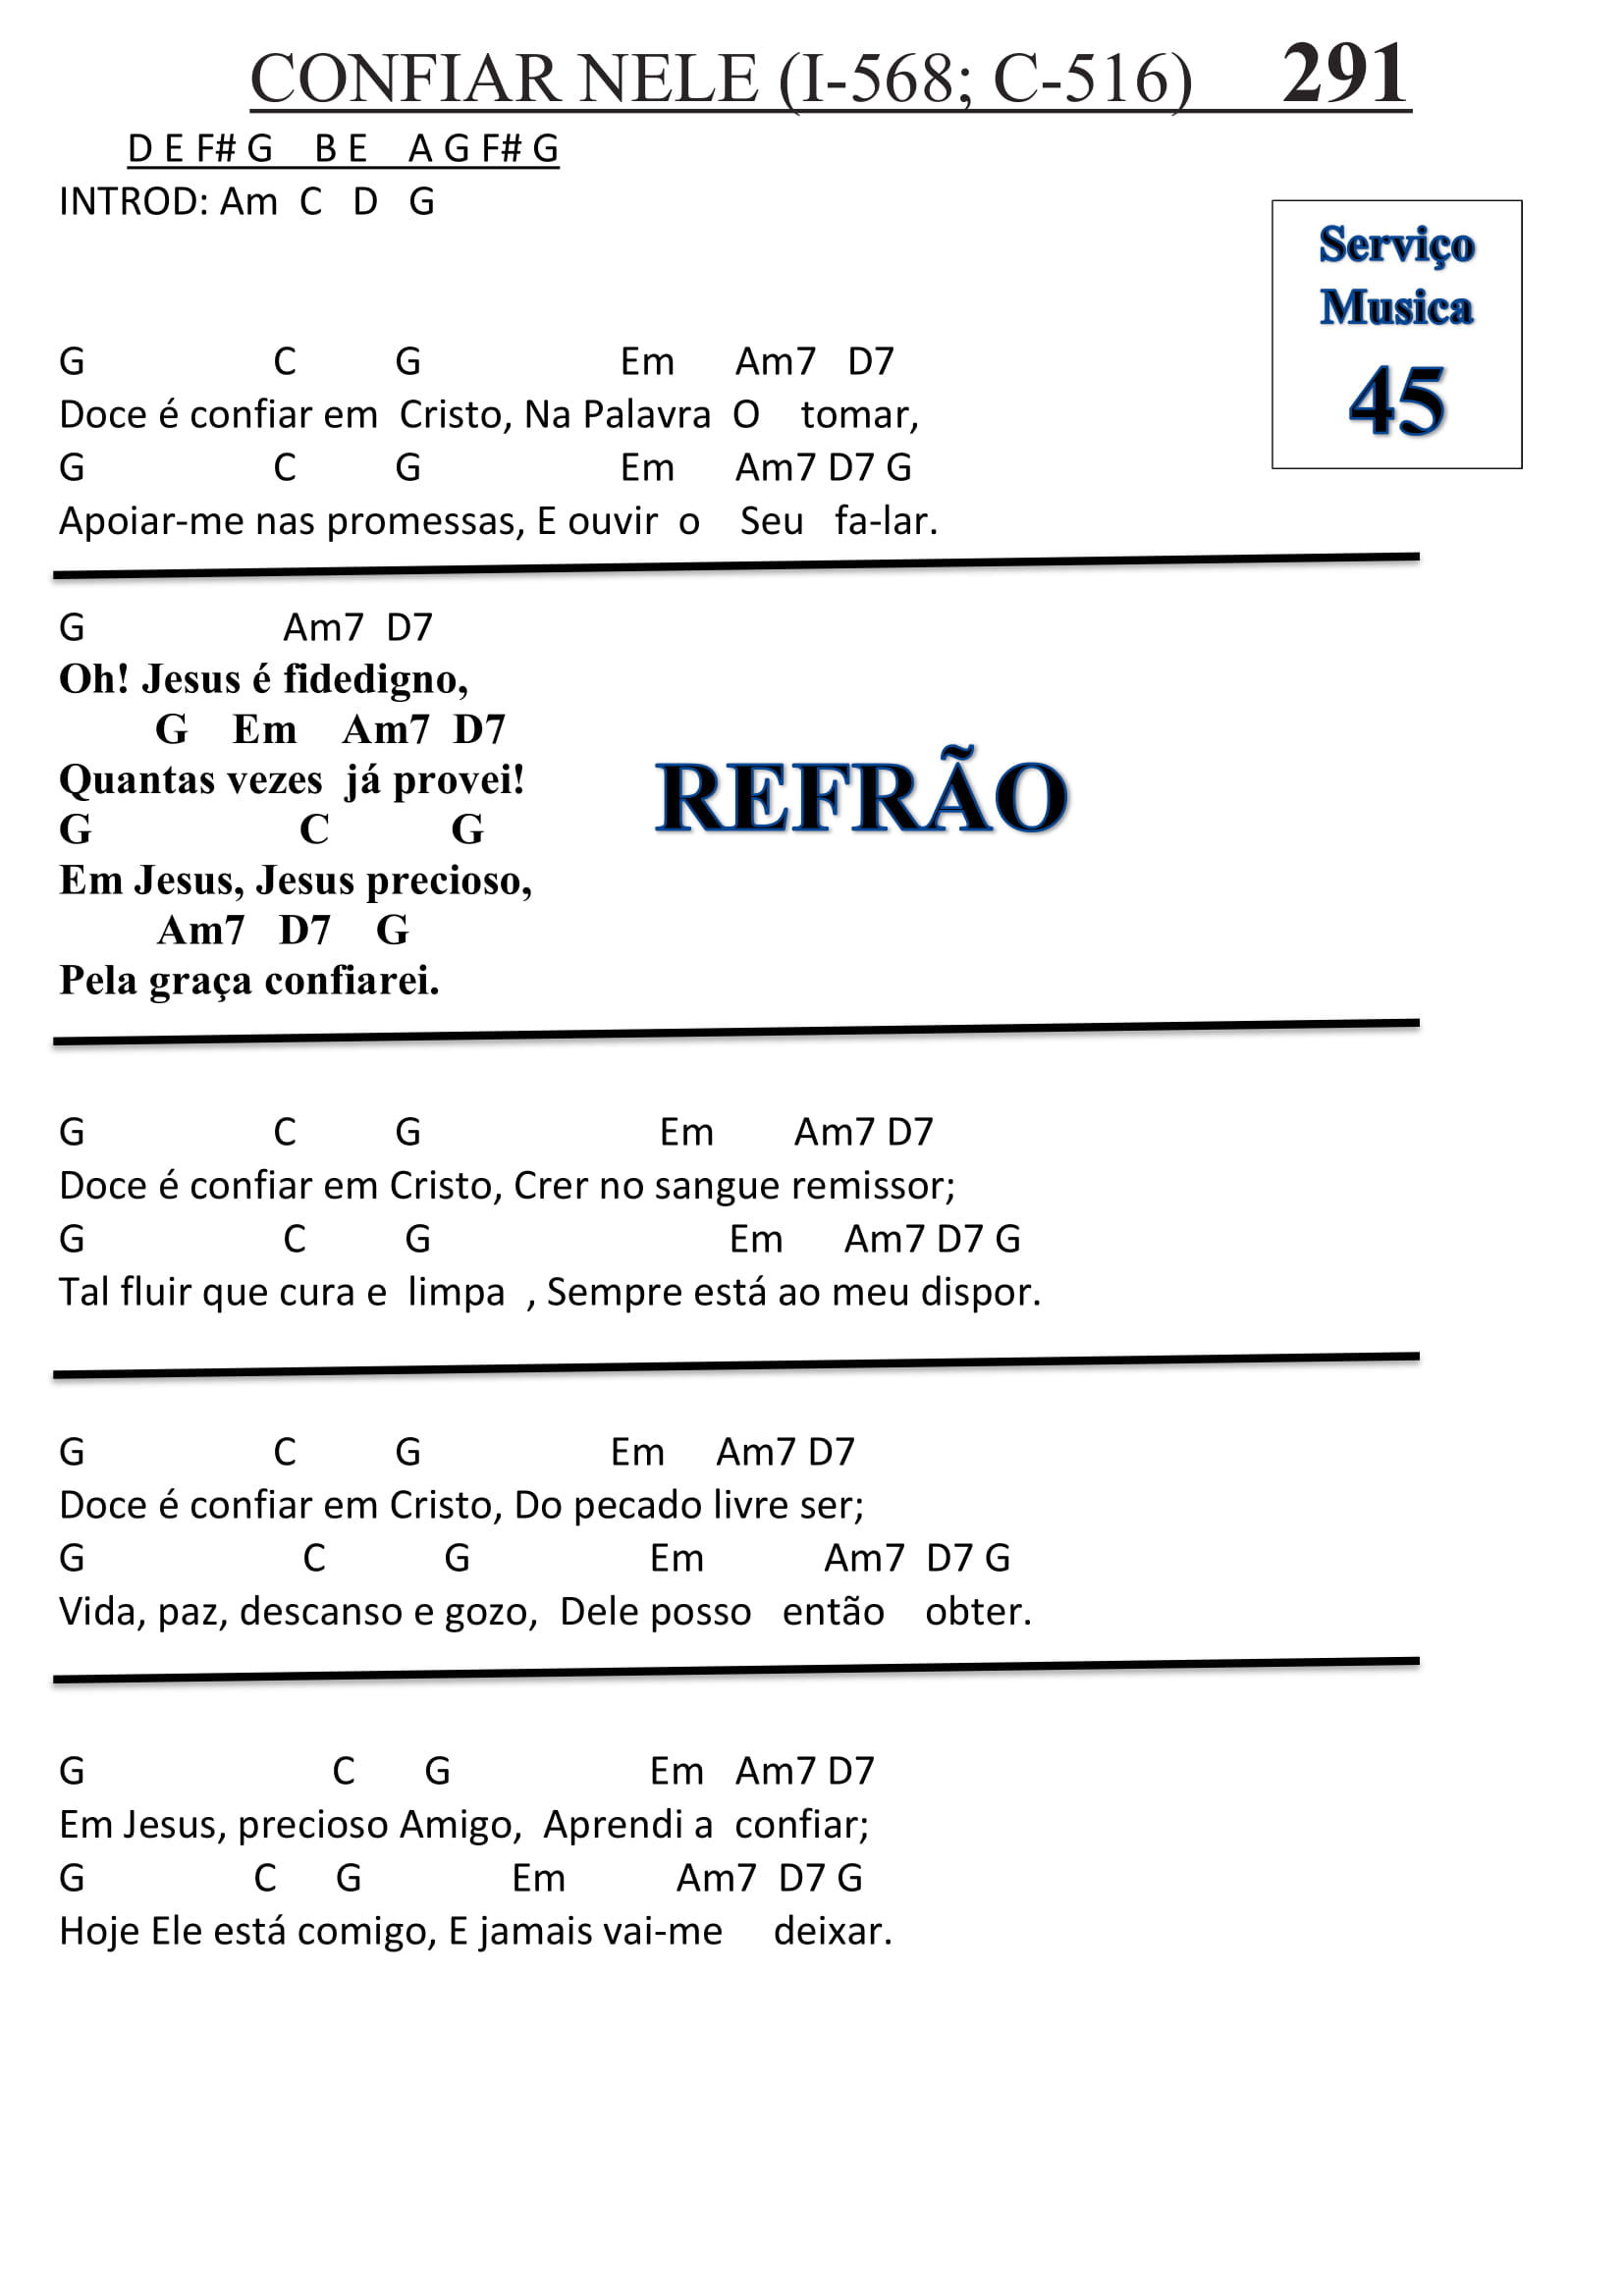 CONFIAR NELE (I-568; C-516) 291
D E F# G B E A G F# G
INTROD: Am C D G
Serviço
Musica
45
G C G Em Am7 D7
Doce é confiar em Cristo, Na Palavra O tomar,
G C G Em Am7 D7 G
Apoiar-me nas promessas, E ouvir o Seu fa-lar.
G Am7 D7
Oh! Jesus é fidedigno,
G Em Am7 D7
Quantas vezes já provei!
G C G
Em Jesus, Jesus precioso,
Am7 D7 G
Pela graça confiarei.
REFRÃO
G C G Em Am7 D7
Doce é confiar em Cristo, Crer no sangue remissor;
G C G Em Am7 D7 G
Tal fluir que cura e limpa , Sempre está ao meu dispor.
G C G Em Am7 D7
Doce é confiar em Cristo, Do pecado livre ser;
G C G Em Am7 D7 G
Vida, paz, descanso e gozo, Dele posso então obter.
G C G Em Am7 D7
Em Jesus, precioso Amigo, Aprendi a confiar;
G C G Em Am7 D7 G
Hoje Ele está comigo, E jamais vai-me deixar.